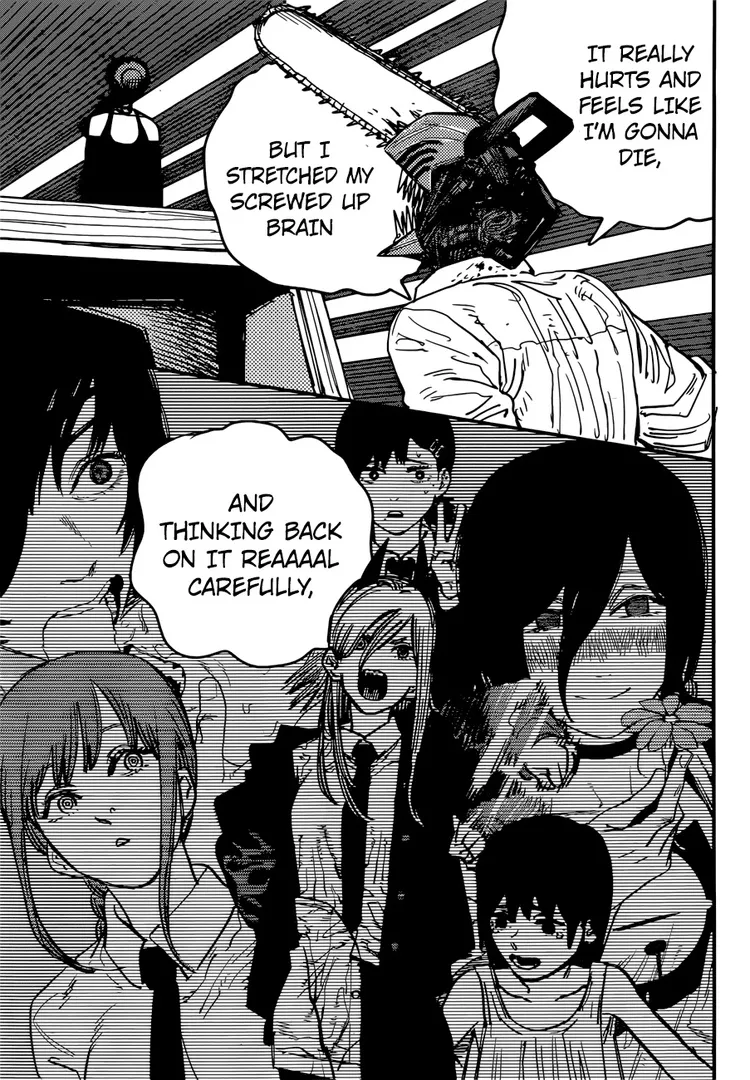 IT REALLY
HURTS AND
FEELS LIKE
I'M GONNA
DIE,
BUT I
STRETCHED MY
SCREWED UP
BRAIN
AND
THINKING BACK
ON IT REAAAAL
CAREFULLY,